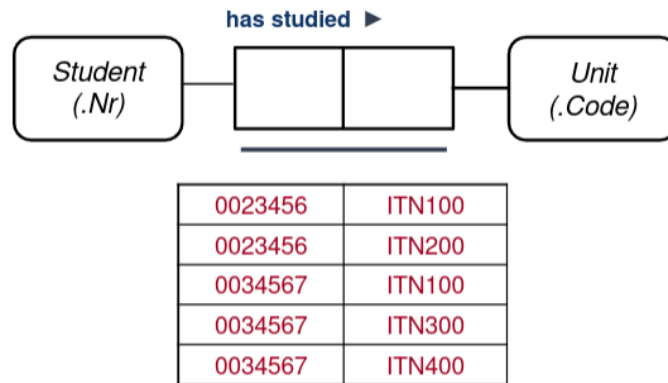 has studied ►
Student
(.Nr)
Unit
(.Code)
0023456 ITN100
0023456 ITN200
0034567 ITN100
0034567 ITN300
0034567 ITN400